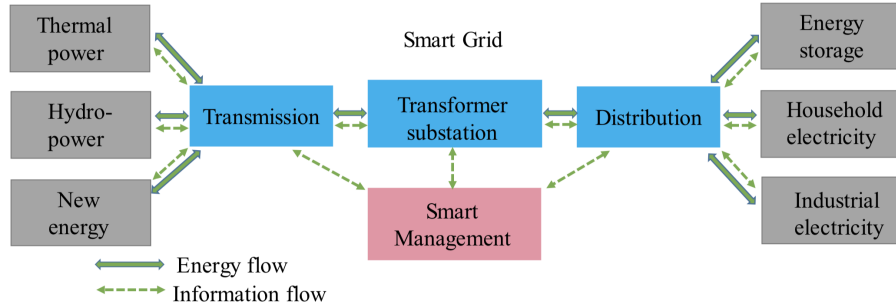 Smart Grid
Thermal
power
Hydro-
power
New
energy
Transmission
Transformer
substation
Distribution
Smart
Management
Energy
storage
Household
electricity
Industrial
electricity
Energy flow
Information flow